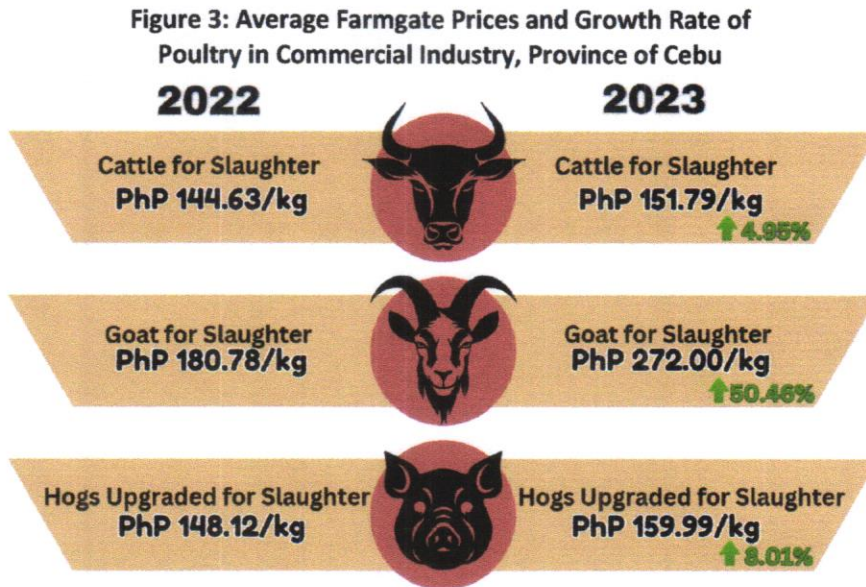 Figure 3: Average Farmgate Prices and Growth Rate of
Poultry in Commercial Industry, Province of Cebu
2022
2023
Cattle for Slaughter
PhP 144.63/kg
Cattle for Slaughter
PhP 151.79/kg
4.95%
Goat for Slaughter
PhP 180.78/kg
Goat for Slaughter
PhP 272.00/kg
50.46%
Hogs Upgraded for Slaughter
PhP 148.12/kg
Hogs Upgraded for Slaughter
PhP 159.99/kg
8.01%